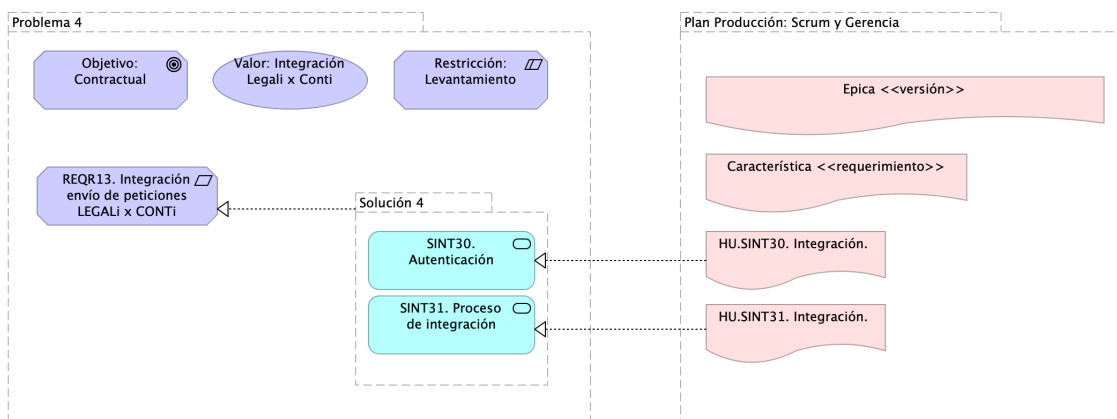 Problema 4
Plan Producción: Scrum y Gerencia
Objetivo:
Contractual
Valor: Integración
Legali x Conti
Restricción:
Levantamiento
Epica <<versión>>
Característica <<requerimiento>>
REQR13. Integración
envío de peticiones
LEGALi x CONTi
Solución 4
SINT30.
Autenticación
HU.SINT30. Integración.
SINT31. Proceso
de integración
HU.SINT31. Integración.